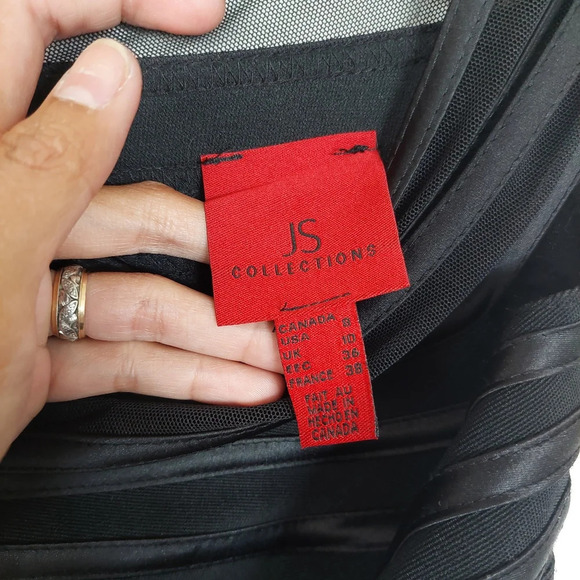 JS
COLLECTIONS
CANADA 8
USA
UK 10
EEC 36
FRANCE 38
FAIT AU
MADE IN
HECHO EN
CANADA